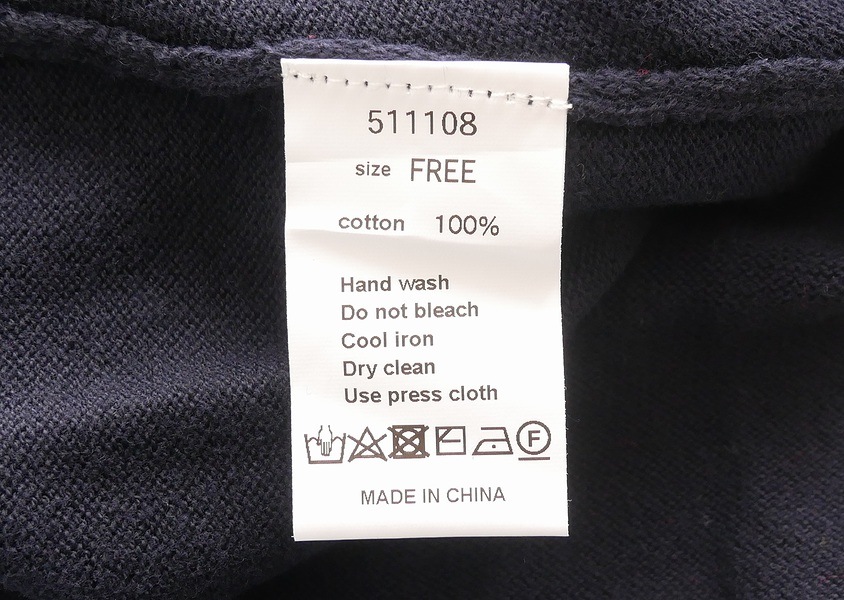 511108
size FREE
cotton 100%
Hand wash
Do not bleach
Cool iron
Dry clean
Use press cloth
F
MADE IN CHINA